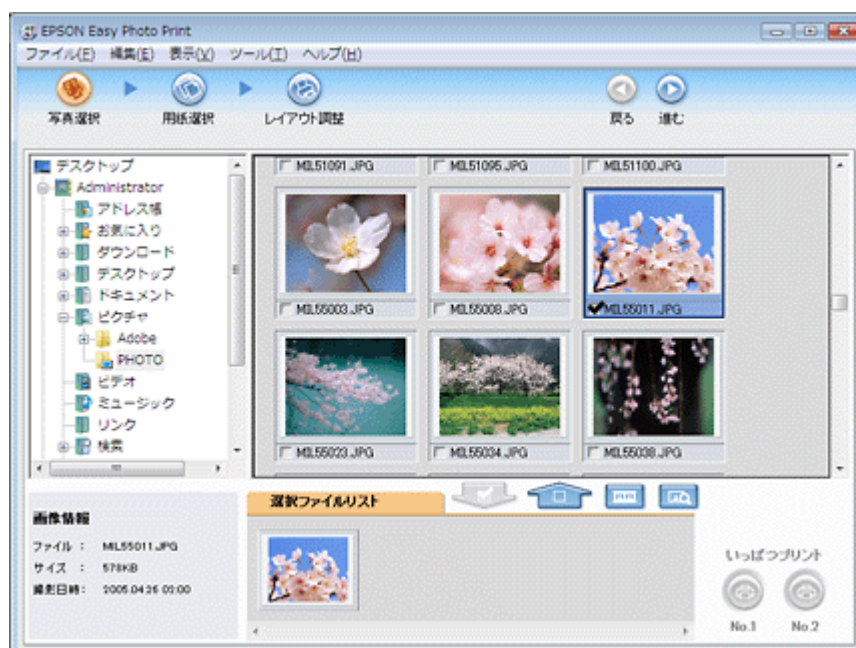 EPSON Easy Photo Print
ファイル(F) 編集(E) 表示(V) ツール(T) ヘルプ(H)
写真選択 用紙選択 レイアウト調整 戻る 進む
デスクトップ
Administrator
アドレス帳
お気に入り
ダウンロード
デスクトップ
ドキュメント
ピクチャ
Adobe
PHOTO
ビデオ
ミュージック
リンク
検索
MIL51091.JPG MIL51095.JPG MIL51100.JPG
MIL55003.JPG MIL55008.JPG MIL55011.JPG
MIL55023.JPG MIL55034.JPG MIL55038.JPG
選択ファイルリスト
画像情報
ファイル : MIL55011.JPG
サイズ : 578KB
撮影日時: 2005.04.26 02:00
いっぱつプリント
No.1 No.2